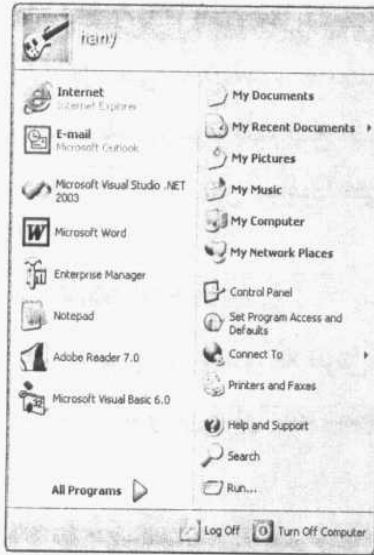 hany
Internet
Internet Explorer
E-mail
Microsoft Outlook
Microsoft Visual Studio .NET
2003
Microsoft Word
Enterprise Manager
Notepad
Adobe Reader 7.0
Microsoft Visual Basic 6.0
All Programs
My Documents
My Recent Documents
My Pictures
My Music
My Computer
My Network Places
Control Panel
Set Program Access and
Defaults
Connect To
Printers and Faxes
Help and Support
Search
Run...
Log Off
Turn Off Computer